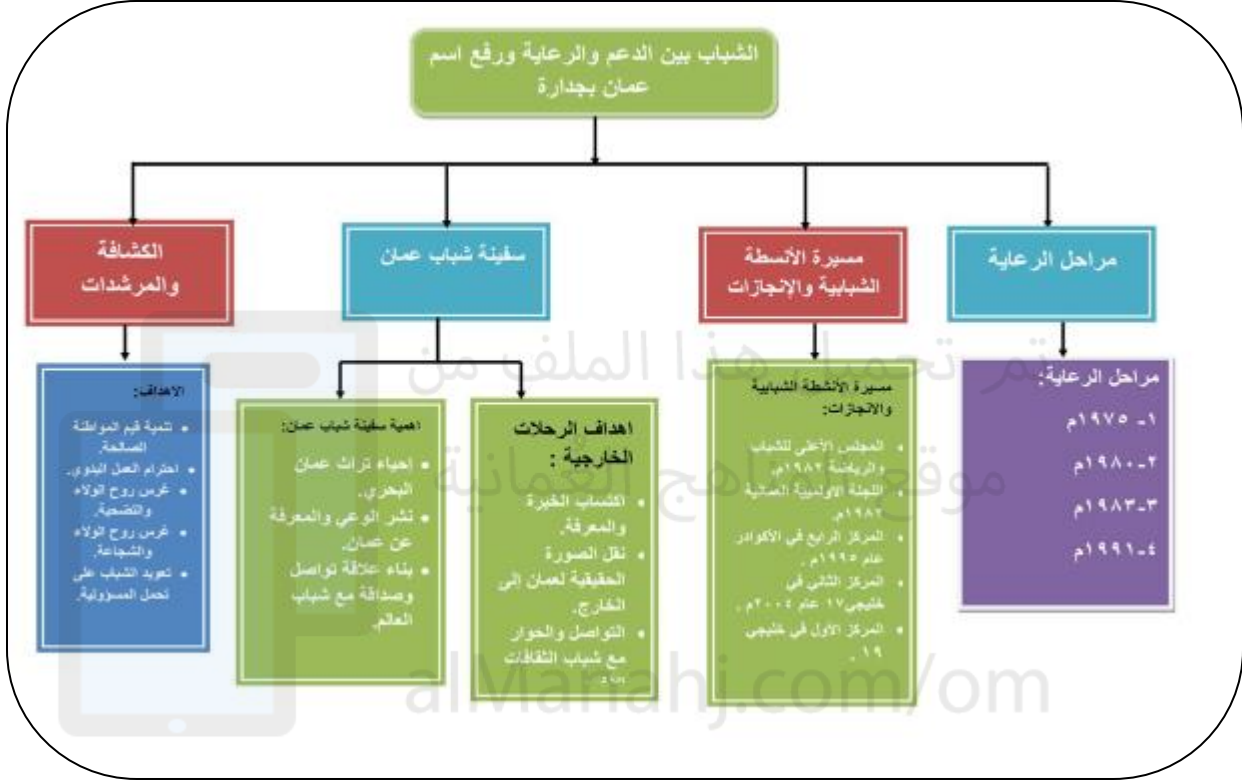 الشباب بين الدعم والرعاية ورفع اسم
عمان بجدارة
مراحل الرعاية
مسيرة الأنسطة
الشبابية والإنجازات
سفينة شباب عمان
الكشافة
والمرشدات
مراحل الرعاية:
١- ١٩٧٥م
٢-١٩٨٠م
٣-١٩٨٣م
٤-١٩٩١م
مسيرة الأنشطة الشبابية
والانجازات:
• المجلس الأعلى للشباب
والرياضة ١٩٨٢م.
• اللجنة الاولمبية العمانية
١٩٨٢م.
• المركز الرابع في الاكوادر
عام ١٩٩٥م .
• المركز الثاني في
خليجي١٧ عام ٢٠٠٤م .
• المركز الأول في خليجي
١٩ .
اهداف الرحلات
الخارجية :
• اكتساب الخبرة
والمعرفة.
• نقل الصورة
الحقيقية لعمان إلى
الخارج.
• التواصل والحوار
مع شباب الثقافات
اهمية سفينة شباب عمان:
• احياء تراث عمان
البحري.
• نشر الوعي والمعرفة
عن عمان.
• بناء علاقة تواصل
وصداقة مع شباب
العالم.
الاهداف:
• تنمية قيم المواطنة
الصالحة.
• احترام العمل اليدوي.
• غرس روح الولاء
والتضحية.
• غرس روح الولاء
والشجاعة.
• تعويد الشباب على
تحمل المسؤولية.
تم تحميل هذا الملف من
موقع المناهج العمانية
alManahj.com/om